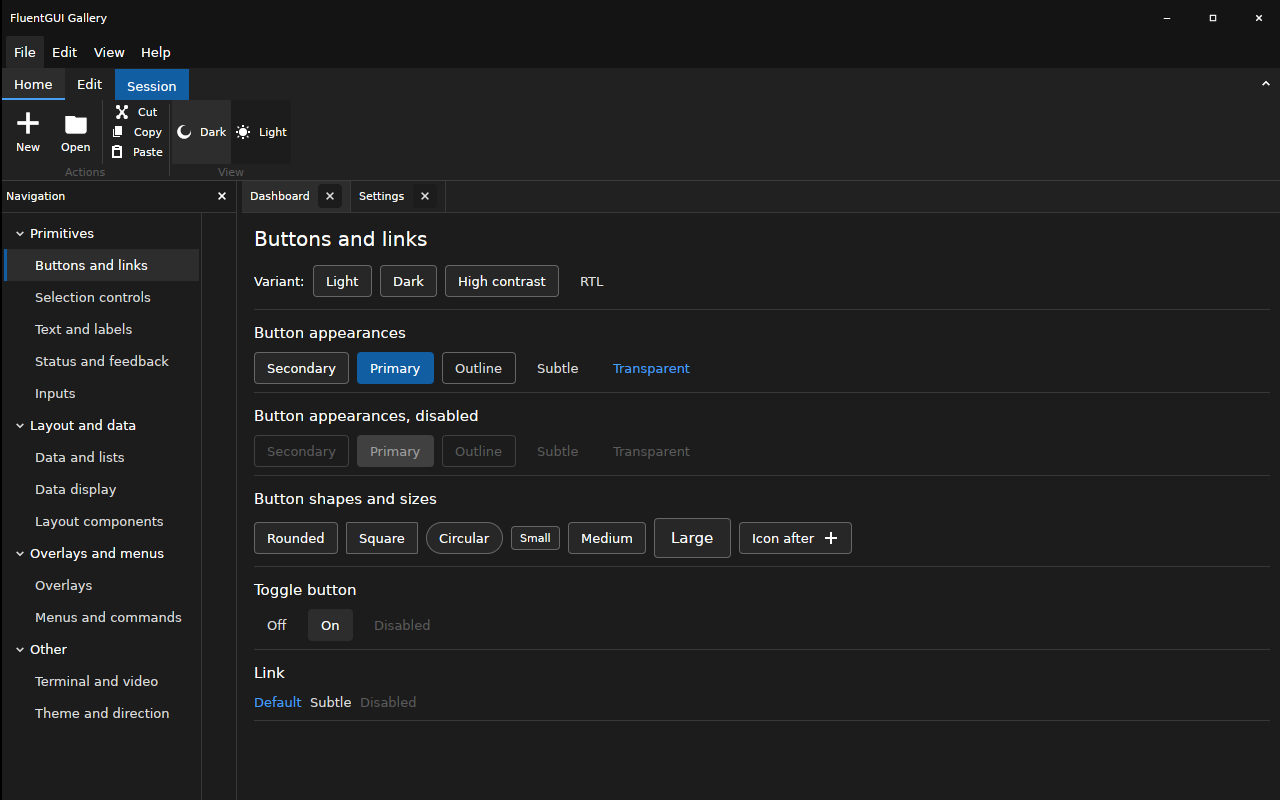 FluentGUI Gallery
File Edit View Help
Home Edit Session
New Open Cut Copy Paste Dark Light
Actions View
Navigation
Dashboard Settings
Primitives
Buttons and links
Selection controls
Text and labels
Status and feedback
Inputs
Layout and data
Data and lists
Data display
Layout components
Overlays and menus
Overlays
Menus and commands
Other
Terminal and video
Theme and direction
Buttons and links
Variant: Light Dark High contrast RTL
Button appearances
Secondary Primary Outline Subtle Transparent
Button appearances, disabled
Secondary Primary Outline Subtle Transparent
Button shapes and sizes
Rounded Square Circular Small Medium Large Icon after
Toggle button
Off On Disabled
Link
Default Subtle Disabled